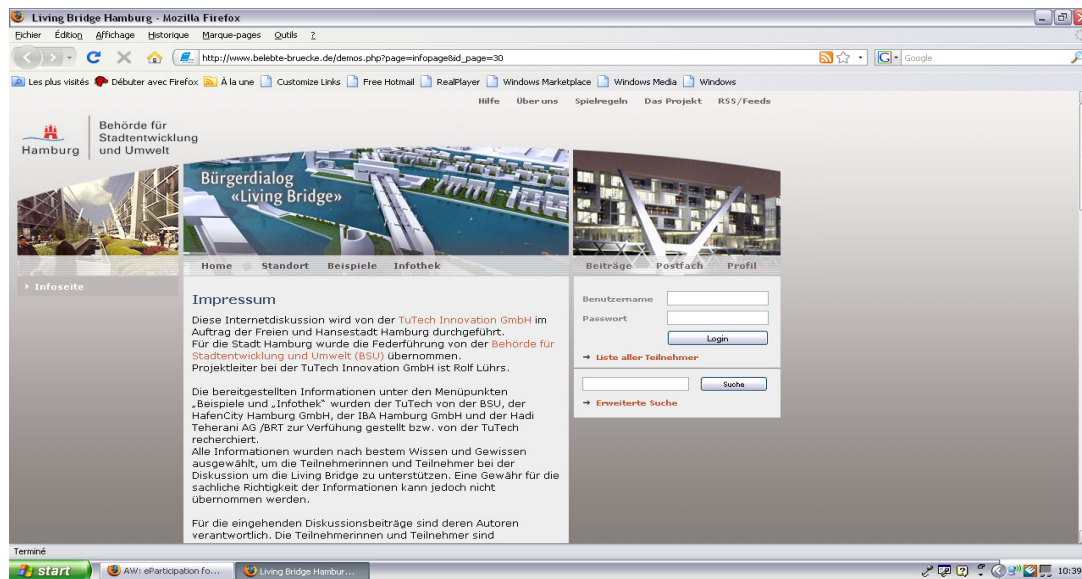 Living Bridge Hamburg - Mozilla Firefox
Fichier Édition Affichage Historique Marque-pages Outils ?
http://www.belebte-bruecke.de/demos.php?page=infopage&id_page=30
Google
Les plus visités Débuter avec Firefox À la une Customize Links Free Hotmail RealPlayer Windows Marketplace Windows Media Windows
Hilfe Über uns Spielregeln Das Projekt RSS/Feeds
Hamburg
Behörde für
Stadtentwicklung
und Umwelt
Bürgerdialog
«Living Bridge»
Home Standort Beispiele Infothek
Beiträge Postfach Profil
Infoseite
Impressum
Diese Internetdiskussion wird von der TuTech Innovation GmbH im
Auftrag der Freien und Hansestadt Hamburg durchgeführt.
Für die Stadt Hamburg wurde die Federführung von der Behörde für
Stadtentwicklung und Umwelt (BSU) übernommen.
Projektleiter bei der TuTech Innovation GmbH ist Rolf Lührs.
Die bereitgestellten Informationen unter den Menüpunkten
„Beispiele und „Infothek“ wurden der TuTech von der BSU, der
HafenCity Hamburg GmbH, der IBA Hamburg GmbH und der Hadi
Teherani AG /BRT zur Verfühung gestellt bzw. von der TuTech
recherchiert.
Alle Informationen wurden nach bestem Wissen und Gewissen
ausgewählt, um die Teilnehmerinnen und Teilnehmer bei der
Diskussion um die Living Bridge zu unterstützen. Eine Gewähr für die
sachliche Richtigkeit der Informationen kann jedoch nicht
übernommen werden.
Für die eingehenden Diskussionsbeiträge sind deren Autoren
verantwortlich. Die Teilnehmerinnen und Teilnehmer sind
Benutzername
Passwort
Login
→ Liste aller Teilnehmer
Suche
→ Erweiterte Suche
Terminé
start AW: eParticipation fo... Living Bridge Hambur... 10:39